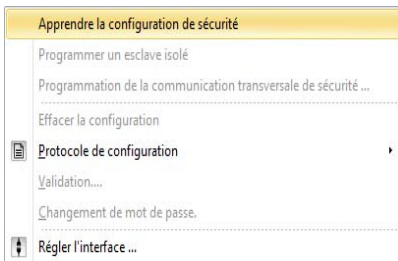 Apprendre la configuration de sécurité
Programmer un esclave isolé
Programmation de la communication transversale de sécurité ...
Effacer la configuration
Protocole de configuration
Validation....
Changement de mot de passe.
Régler l'interface ...